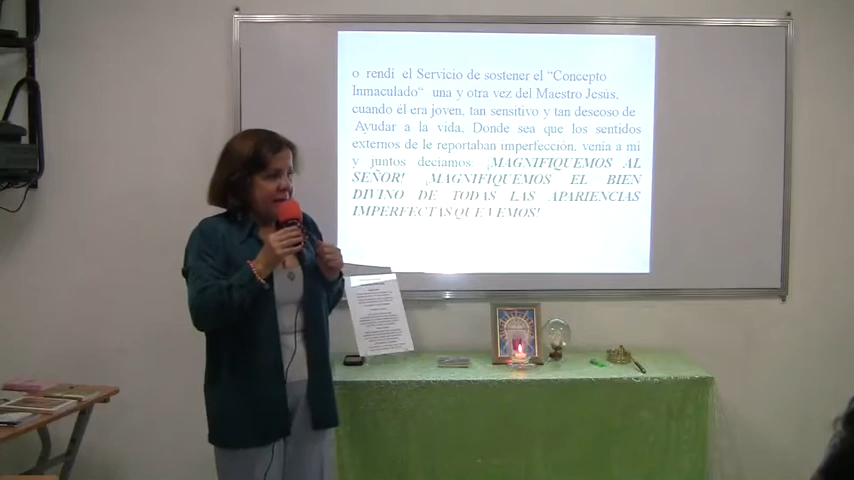 o rendí el Servicio de sostener el “Concepto
Inmaculado“ una y otra vez del Maestro Jesús,
cuando él era joven, tan sensitivo y tan deseoso de
Ayudar a la vida. Donde sea que los sentidos
externos de le reportaban imperfección, venía a mi
y juntos decíamos: ¡MAGNIFIQUEMOS AL
SEÑOR! ¡MAGNIFIQUEMOS EL BIEN
DIVINO DE TODAS LAS APARIENCIAS
IMPERFECTAS QUE VEMOS!